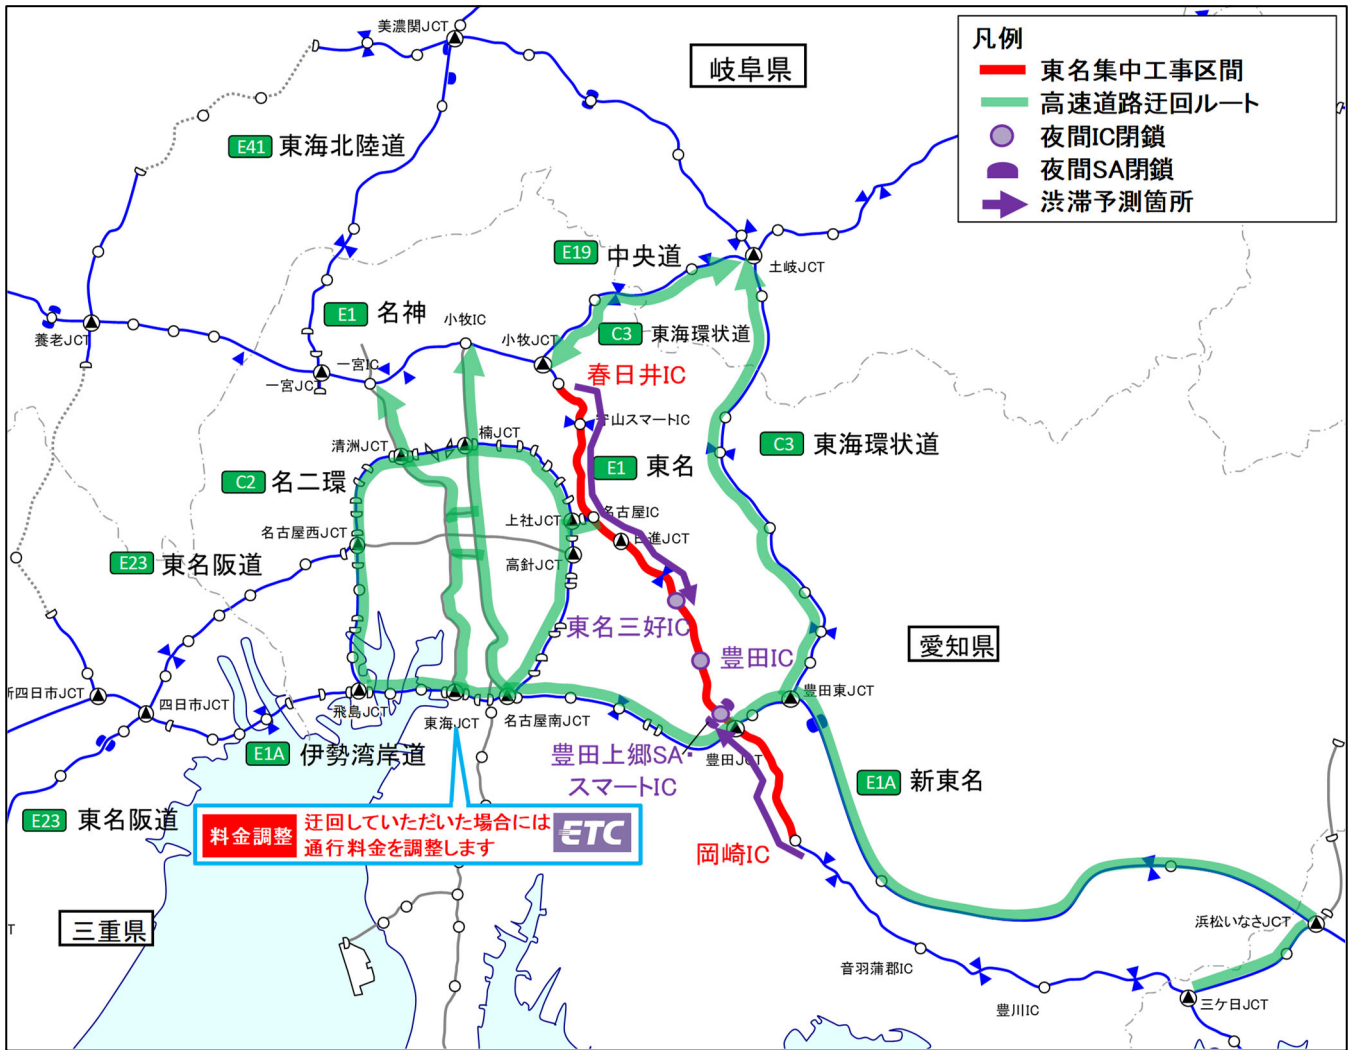 凡例
東名集中工事区間
高速道路迂回ルート
夜間IC閉鎖
夜間SA閉鎖
渋滞予測箇所
美濃関JCT
岐阜県
E41 東海北陸道
E19 中央道
土岐JCT
E1 名神
小牧IC
小牧JCT
C3 東海環状道
養老JCT
一宮JCT
一宮IC
春日井IC
守山スマートIC
清洲JCT
楠JCT
C3 東海環状道
C2 名二環
E1 東名
上社JCT
名古屋IC
名古屋西JCT
日進JCT
高針JCT
E23 東名阪道
東名三好IC
豊田IC
愛知県
新四日市JCT
四日市JCT
飛島JCT
東海JCT
名古屋南JCT
豊田東JCT
E1A 伊勢湾岸道
豊田上郷SA・
スマートIC
豊田JCT
E1A 新東名
E23 東名阪道
料金調整
迂回していただいた場合には
通行料金を調整します
ETC
岡崎IC
三重県
浜松いなさJCT
音羽蒲郡IC
豊川IC
三ケ日JCT